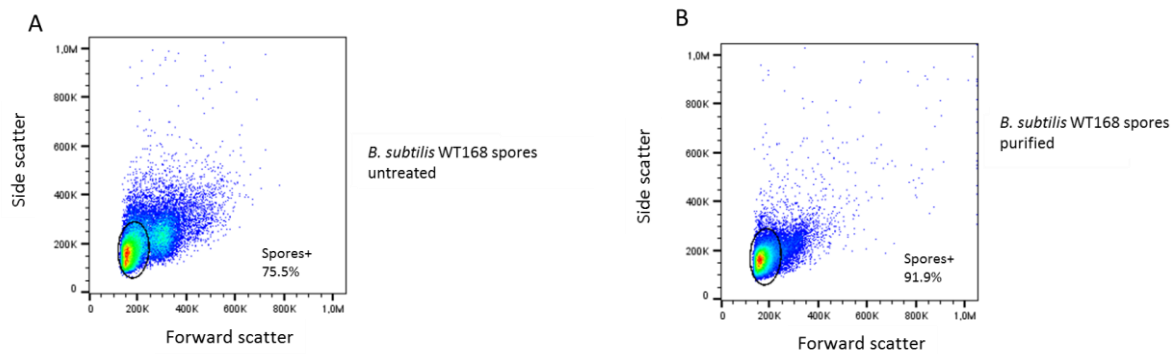 A
1,0M
800K
600K
400K
200K
0
0 200K 400K 600K 800K 1,0M
Side scatter
Forward scatter
Spores+
75.5%
B. subtilis WT168 spores
untreated
B
1,0M
800K
600K
400K
200K
0
0 200K 400K 600K 800K 1,0M
Side scatter
Forward scatter
Spores+
91.9%
B. subtilis WT168 spores
purified